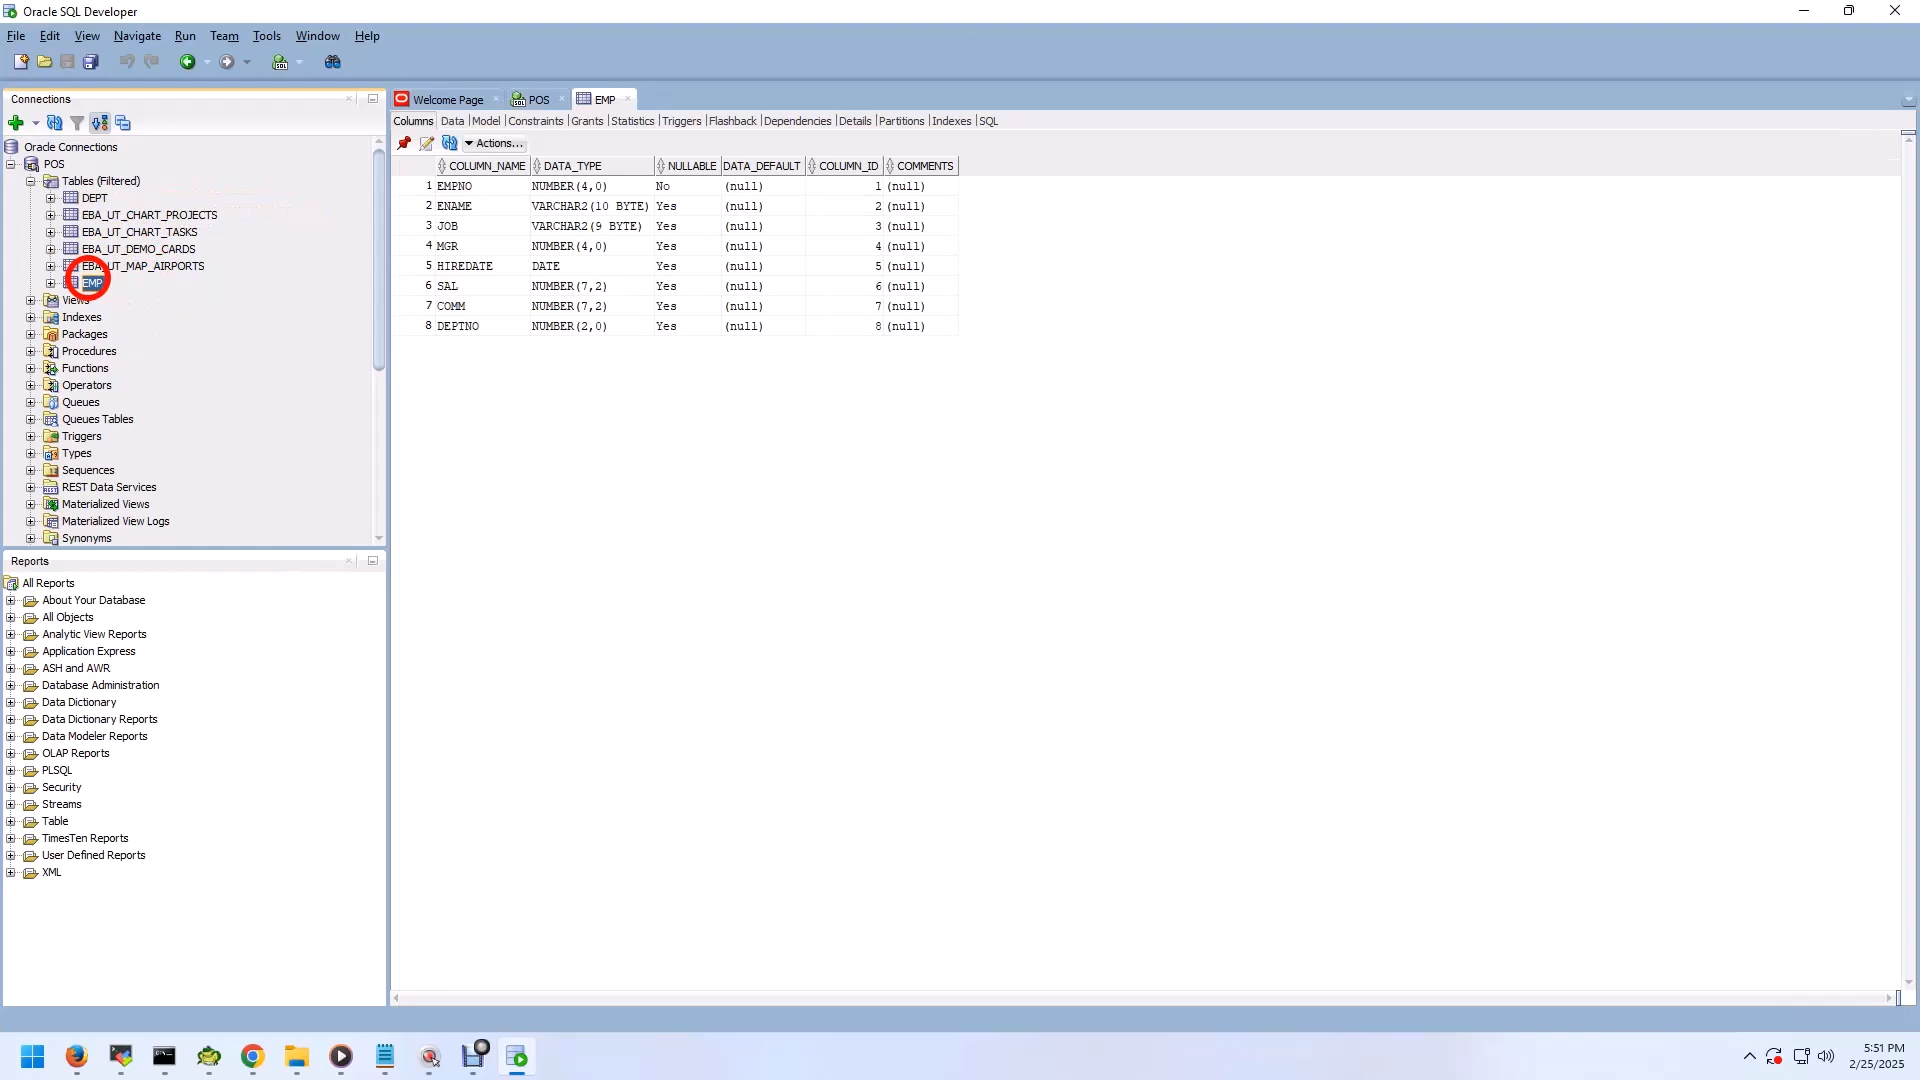 Oracle SQL Developer
File Edit View Navigate Run Team Tools Window Help
Connections
Oracle Connections
POS
Tables (Filtered)
DEPT
EBA_UT_CHART_PROJECTS
EBA_UT_CHART_TASKS
EBA_UT_DEMO_CARDS
EBA_UT_MAP_AIRPORTS
EMP
Views
Indexes
Packages
Procedures
Functions
Operators
Queues
Queues Tables
Triggers
Types
Sequences
REST Data Services
Materialized Views
Materialized View Logs
Synonyms
Reports
All Reports
About Your Database
All Objects
Analytic View Reports
Application Express
ASH and AWR
Database Administration
Data Dictionary
Data Dictionary Reports
Data Modeler Reports
OLAP Reports
PLSQL
Security
Streams
Table
TimesTen Reports
User Defined Reports
XML
Welcome Page POS EMP
Columns Data Model Constraints Grants Statistics Triggers Flashback Dependencies Details Partitions Indexes SQL
Actions...
COLUMN_NAME DATA_TYPE NULLABLE DATA_DEFAULT COLUMN_ID COMMENTS
1 EMPNO NUMBER(4,0) No (null) 1 (null)
2 ENAME VARCHAR2(10 BYTE) Yes (null) 2 (null)
3 JOB VARCHAR2(9 BYTE) Yes (null) 3 (null)
4 MGR NUMBER(4,0) Yes (null) 4 (null)
5 HIREDATE DATE Yes (null) 5 (null)
6 SAL NUMBER(7,2) Yes (null) 6 (null)
7 COMM NUMBER(7,2) Yes (null) 7 (null)
8 DEPTNO NUMBER(2,0) Yes (null) 8 (null)
5:51 PM
2/25/2025